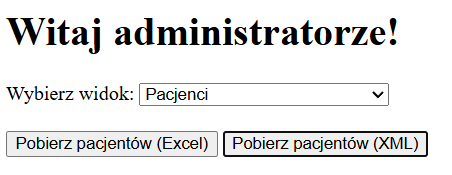 Witaj administratorze!
Wybierz widok: Pacjenci
Pobierz pacjentów (Excel) Pobierz pacjentów (XML)